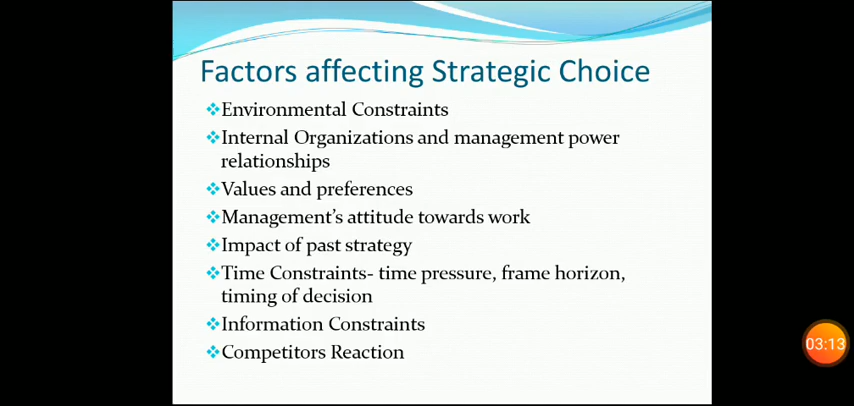 Factors affecting Strategic Choice
❖Environmental Constraints
❖Internal Organizations and management power
relationships
❖Values and preferences
❖Management's attitude towards work
❖Impact of past strategy
❖Time Constraints- time pressure, frame horizon,
timing of decision
❖Information Constraints
❖Competitors Reaction
03:13